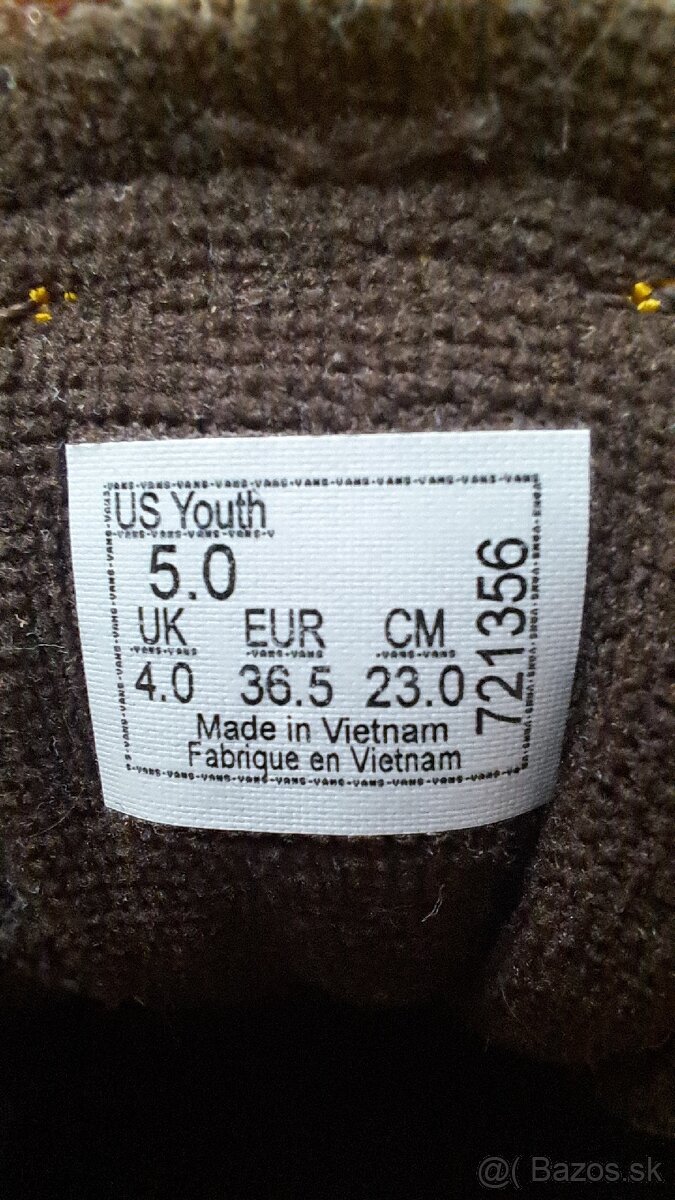 US Youth
5.0
UK EUR CM
4.0 36.5 23.0
Made in Vietnam
Fabrique en Vietnam
721356
@( Bazos.sk